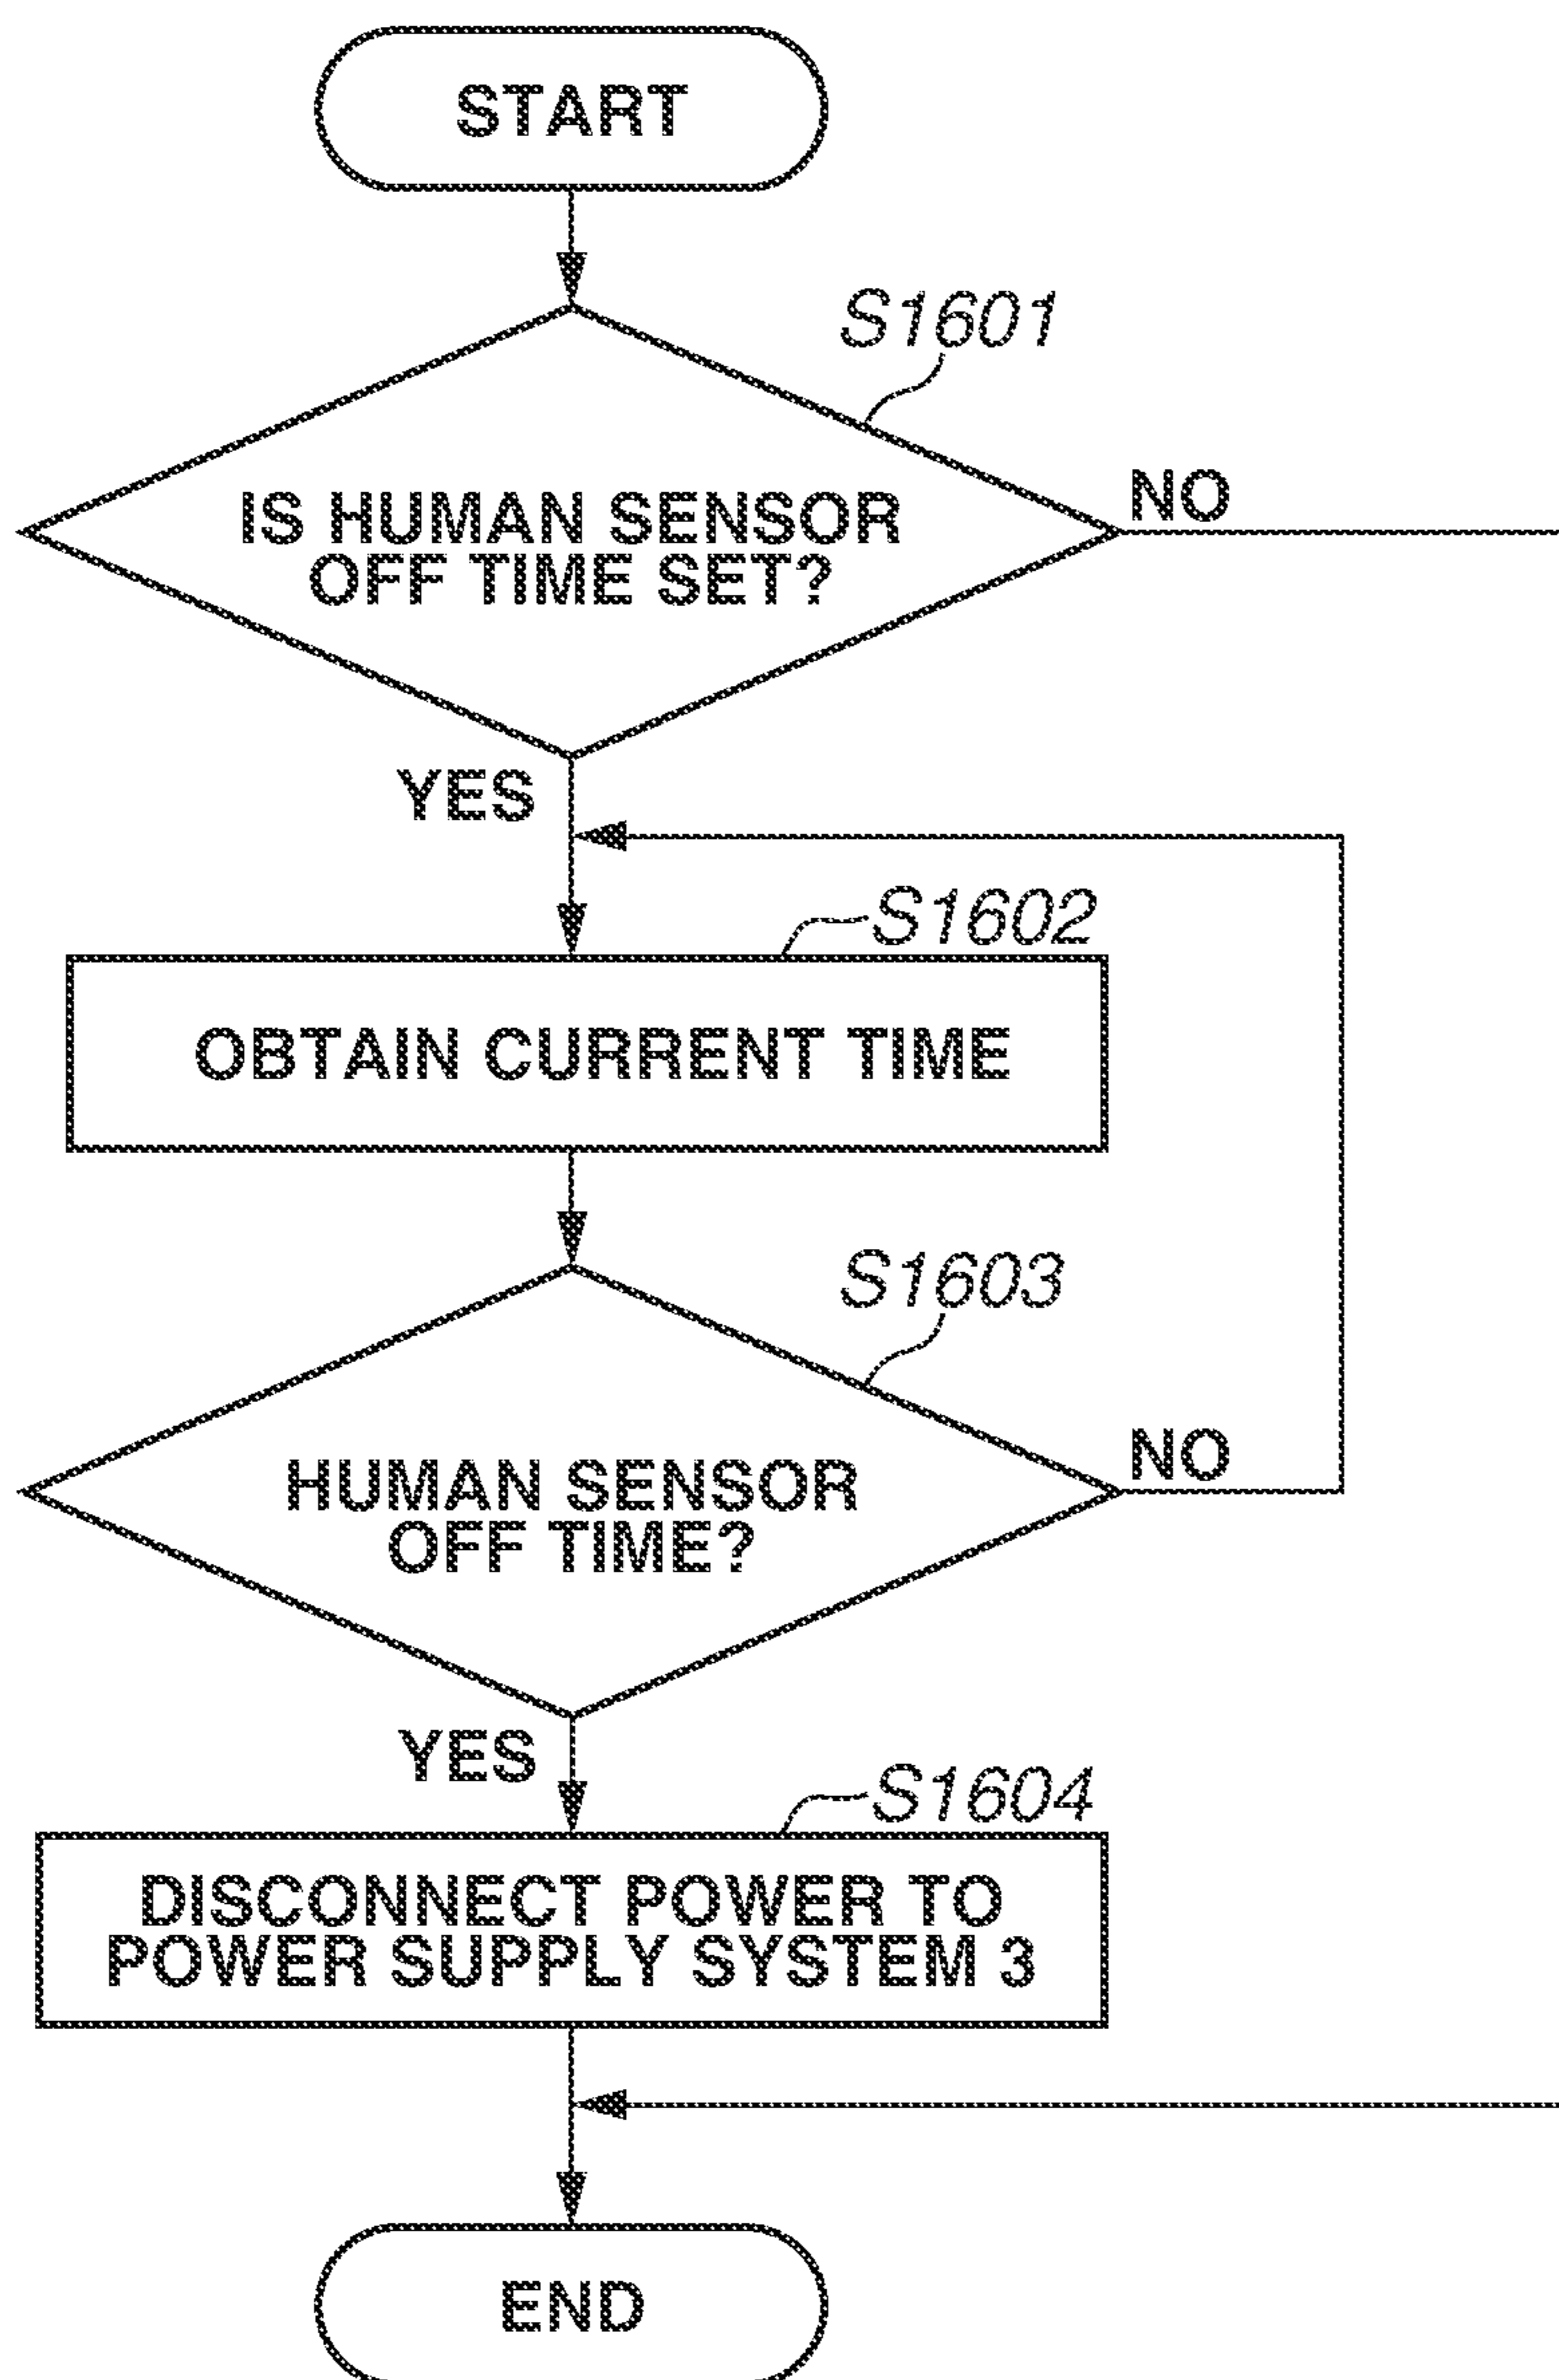 START
S1601
IS HUMAN SENSOR
OFF TIME SET?
NO
YES
S1602
OBTAIN CURRENT TIME
S1603
HUMAN SENSOR
OFF TIME?
NO
YES
S1604
DISCONNECT POWER TO
POWER SUPPLY SYSTEM 3
END